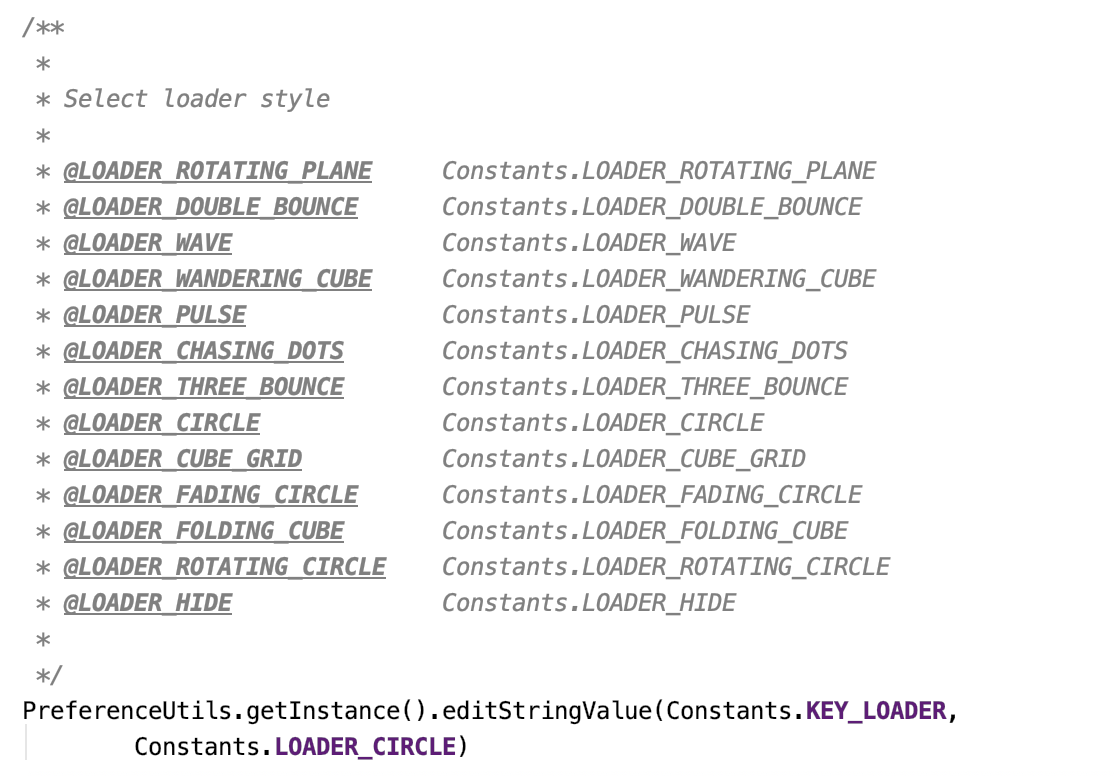 /**
 *
 * Select loader style
 *
 * @LOADER_ROTATING_PLANE     Constants.LOADER_ROTATING_PLANE
 * @LOADER_DOUBLE_BOUNCE      Constants.LOADER_DOUBLE_BOUNCE
 * @LOADER_WAVE               Constants.LOADER_WAVE
 * @LOADER_WANDERING_CUBE     Constants.LOADER_WANDERING_CUBE
 * @LOADER_PULSE              Constants.LOADER_PULSE
 * @LOADER_CHASING_DOTS       Constants.LOADER_CHASING_DOTS
 * @LOADER_THREE_BOUNCE       Constants.LOADER_THREE_BOUNCE
 * @LOADER_CIRCLE             Constants.LOADER_CIRCLE
 * @LOADER_CUBE_GRID          Constants.LOADER_CUBE_GRID
 * @LOADER_FADING_CIRCLE      Constants.LOADER_FADING_CIRCLE
 * @LOADER_FOLDING_CUBE       Constants.LOADER_FOLDING_CUBE
 * @LOADER_ROTATING_CIRCLE    Constants.LOADER_ROTATING_CIRCLE
 * @LOADER_HIDE               Constants.LOADER_HIDE
 *
 */
PreferenceUtils.getInstance().editStringValue(Constants.KEY_LOADER,
        Constants.LOADER_CIRCLE)